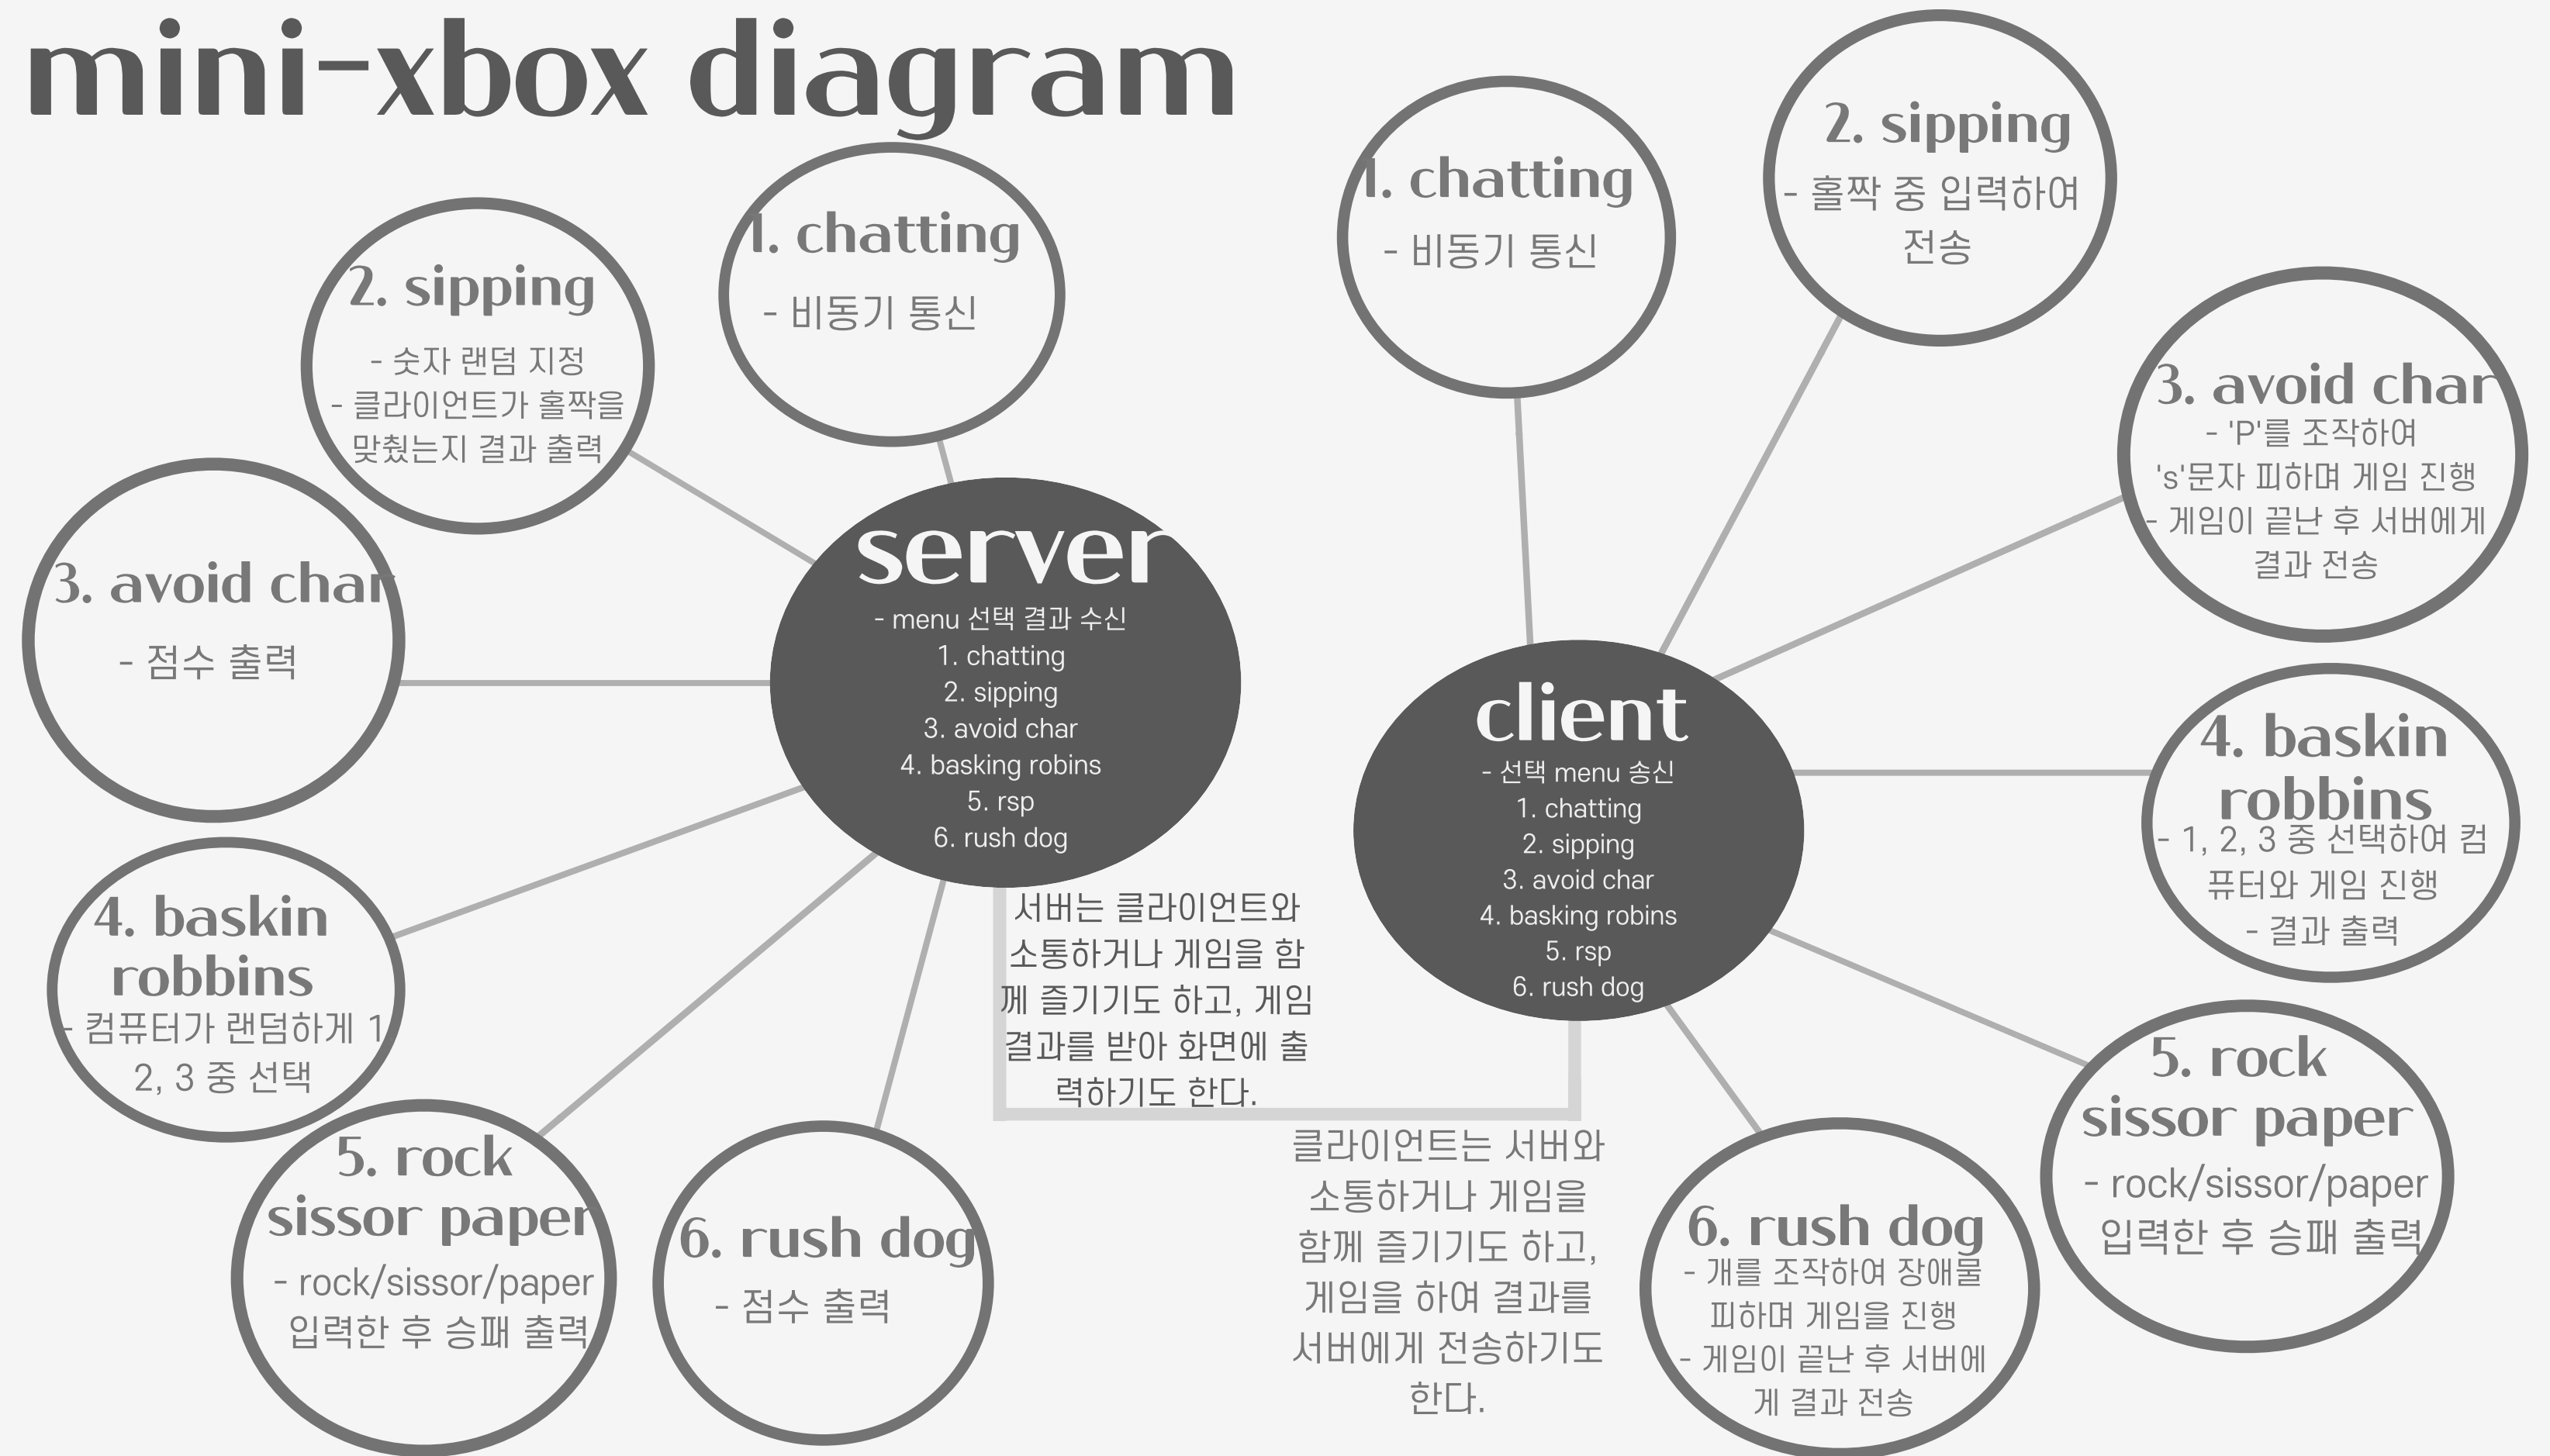 mini-xbox diagram
1. chatting
- 비동기 통신
2. sipping
- 숫자 랜덤 지정
- 클라이언트가 홀짝을
맞췄는지 결과 출력
3. avoid char
- 점수 출력
4. baskin
robbins
- 컴퓨터가 랜덤하게 1
2, 3 중 선택
5. rock
sissor paper
- rock/sissor/paper
입력한 후 승패 출력
6. rush dog
- 점수 출력
server
- menu 선택 결과 수신
1. chatting
2. sipping
3. avoid char
4. basking robins
5. rsp
6. rush dog
서버는 클라이언트와
소통하거나 게임을 함
께 즐기기도 하고, 게임
결과를 받아 화면에 출
력하기도 한다.
client
- 선택 menu 송신
1. chatting
2. sipping
3. avoid char
4. basking robins
5. rsp
6. rush dog
클라이언트는 서버와
소통하거나 게임을
함께 즐기기도 하고,
게임을 하여 결과를
서버에게 전송하기도
한다.
1. chatting
- 비동기 통신
2. sipping
- 홀짝 중 입력하여
전송
3. avoid char
- 'P'를 조작하여
's'문자 피하며 게임 진행
- 게임이 끝난 후 서버에게
결과 전송
4. baskin
robbins
- 1, 2, 3 중 선택하여 컴
퓨터와 게임 진행
- 결과 출력
5. rock
sissor paper
- rock/sissor/paper
입력한 후 승패 출력
6. rush dog
- 개를 조작하여 장애물
피하며 게임을 진행
- 게임이 끝난 후 서버에
게 결과 전송